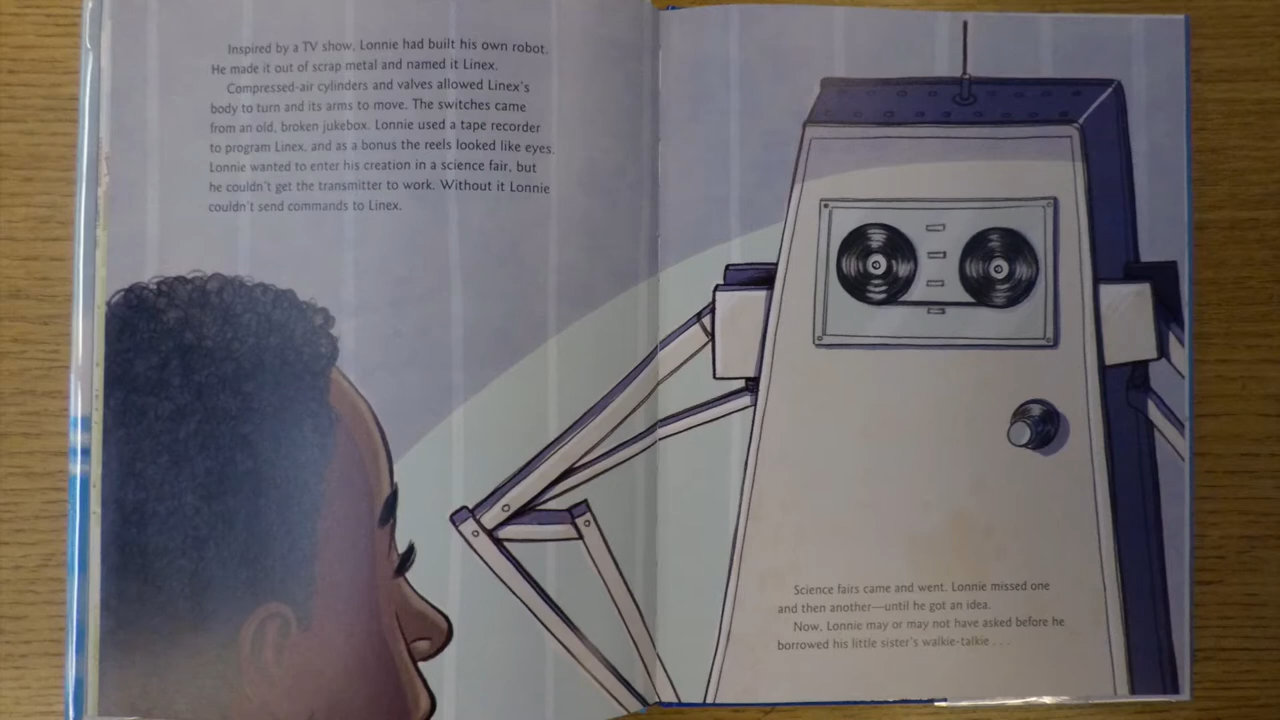 Inspired by a TV show, Lonnie had built his own robot.
He made it out of scrap metal and named it Linex.
Compressed-air cylinders and valves allowed Linex's
body to turn and its arms to move. The switches came
from an old, broken jukebox. Lonnie used a tape recorder
to program Linex, and as a bonus the reels looked like eyes.
Lonnie wanted to enter his creation in a science fair, but
he couldn't get the transmitter to work. Without it Lonnie
couldn't send commands to Linex.
Science fairs came and went. Lonnie missed one
and then another—until he got an idea.
Now, Lonnie may or may not have asked before he
borrowed his little sister's walkie-talkie . . .